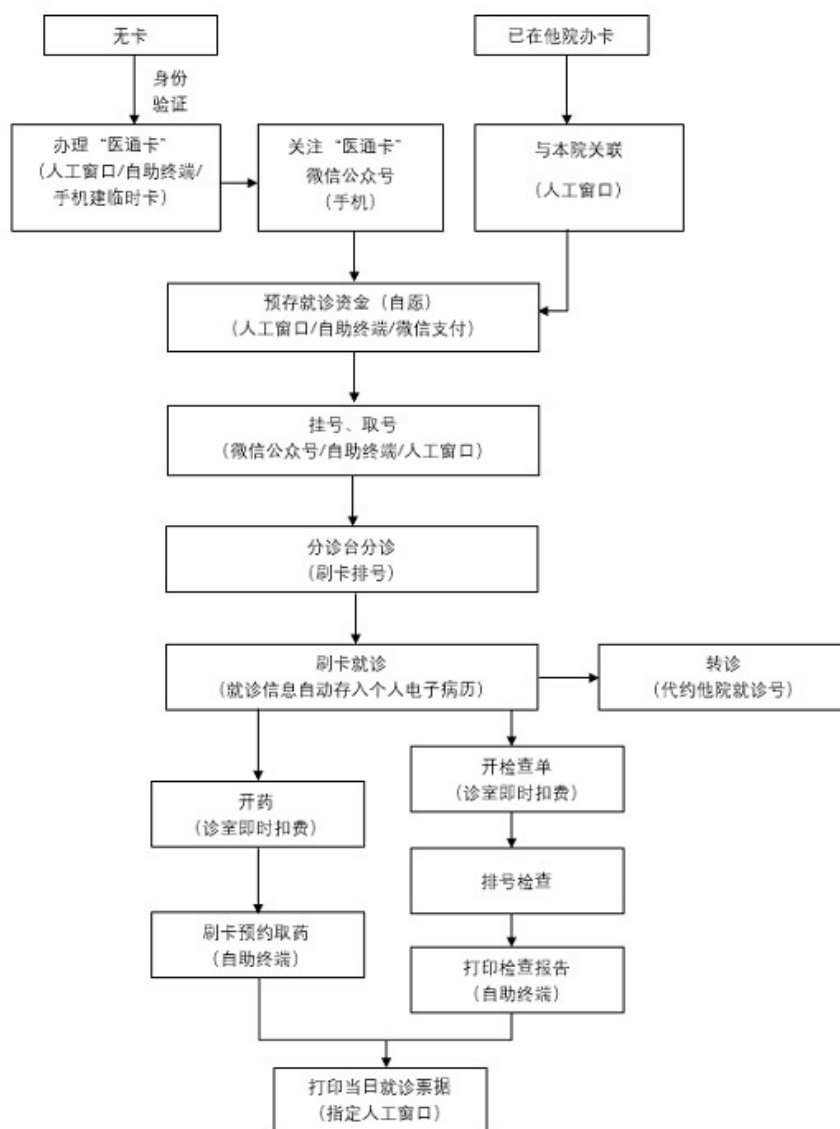 无卡
已在他院办卡
身份
验证
办理“医通卡”
(人工窗口/自助终端/
手机建临时卡)
关注“医通卡”
微信公众号
(手机)
与本院关联
(人工窗口)
预存就诊资金(自愿)
(人工窗口/自助终端/微信支付)
挂号、取号
(微信公众号/自助终端/人工窗口)
分诊台分诊
(刷卡排号)
刷卡就诊
(就诊信息自动存入个人电子病历)
转诊
(代约他院就诊号)
开药
(诊室即时扣费)
开检查单
(诊室即时扣费)
排号检查
刷卡预约取药
(自助终端)
打印检查报告
(自助终端)
打印当日就诊票据
(指定人工窗口)